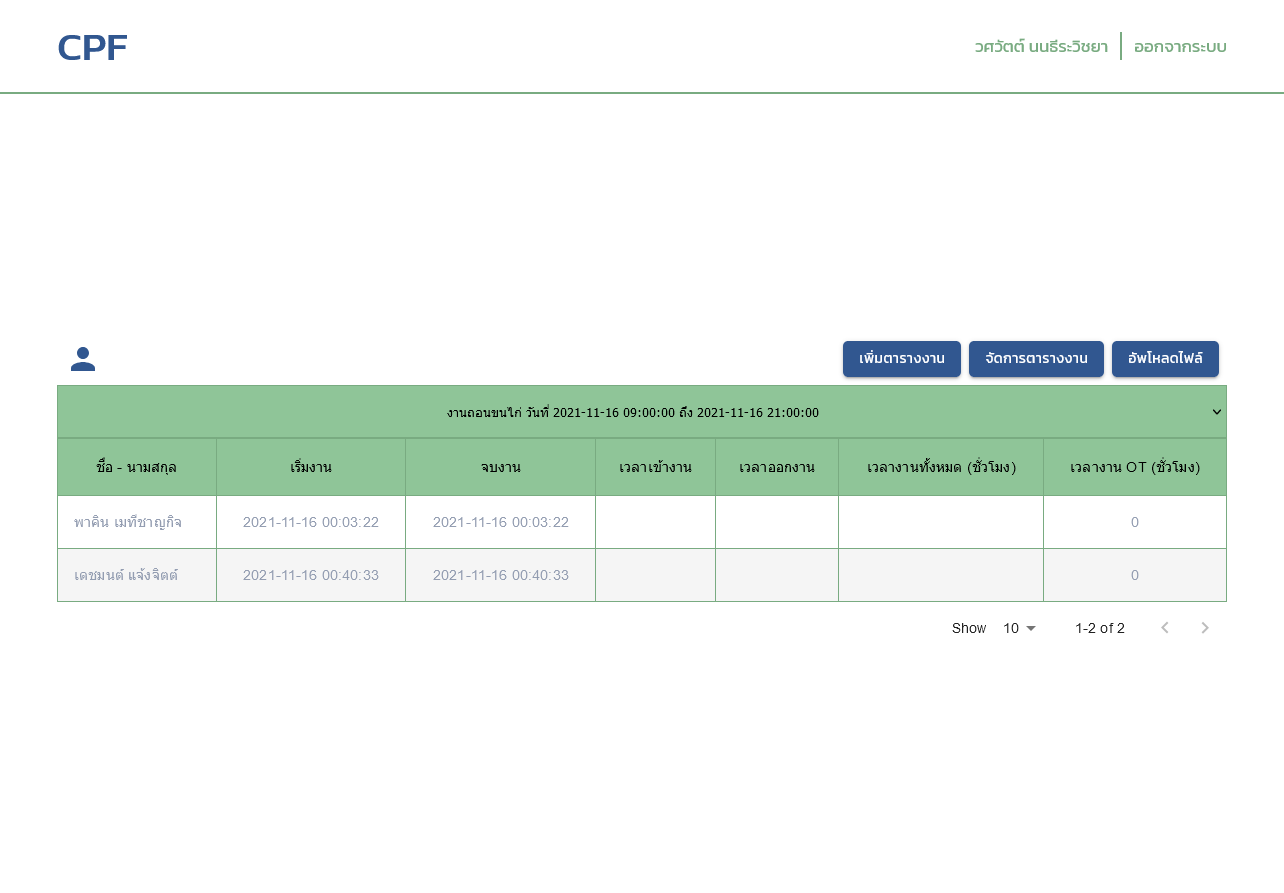 CPF
วศวัตต์ นนธีระวิชยา
ออกจากระบบ
เพิ่มตารางงาน
จัดการตารางงาน
อัพโหลดไฟล์
งานถอนขนไก่ วันที่ 2021-11-16 09:00:00 ถึง 2021-11-16 21:00:00
ชื่อ - นามสกุล เริ่มงาน จบงาน เวลาเข้างาน เวลาออกงาน เวลางานทั้งหมด (ชั่วโมง) เวลางาน OT (ชั่วโมง)
พาคิน เมทีชาญกิจ 2021-11-16 00:03:22 2021-11-16 00:03:22 0
เดชมนต์ แจ้งจิตต์ 2021-11-16 00:40:33 2021-11-16 00:40:33 0
Show 10 1-2 of 2